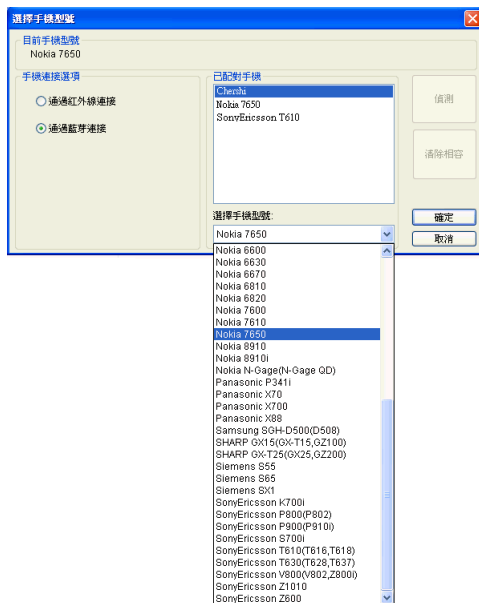 選擇手機型號
目前手機型號
Nokia 7650
手機連接選項
通過紅外線連接
通過藍芽連接
已配對手機
Chershi
Nokia 7650
SonyEricsson T610
偵測
清除相容
選擇手機型號:
Nokia 7650
確定
取消
Nokia 6600
Nokia 6630
Nokia 6670
Nokia 6810
Nokia 6820
Nokia 7600
Nokia 7610
Nokia 7650
Nokia 8910
Nokia 8910i
Nokia N-Gage(N-Gage QD)
Panasonic P341i
Panasonic X70
Panasonic X700
Panasonic X88
Samsung SGH-D500(D508)
SHARP GX15(GX-T15,GZ100)
SHARP GX-T25(GX25,GZ200)
Siemens S55
Siemens S65
Siemens SX1
SonyEricsson K700i
SonyEricsson P800(P802)
SonyEricsson P900(P910i)
SonyEricsson S700i
SonyEricsson T610(T616,T618)
SonyEricsson T630(T628,T637)
SonyEricsson V800(V802,Z800i)
SonyEricsson Z1010
SonyEricsson Z600